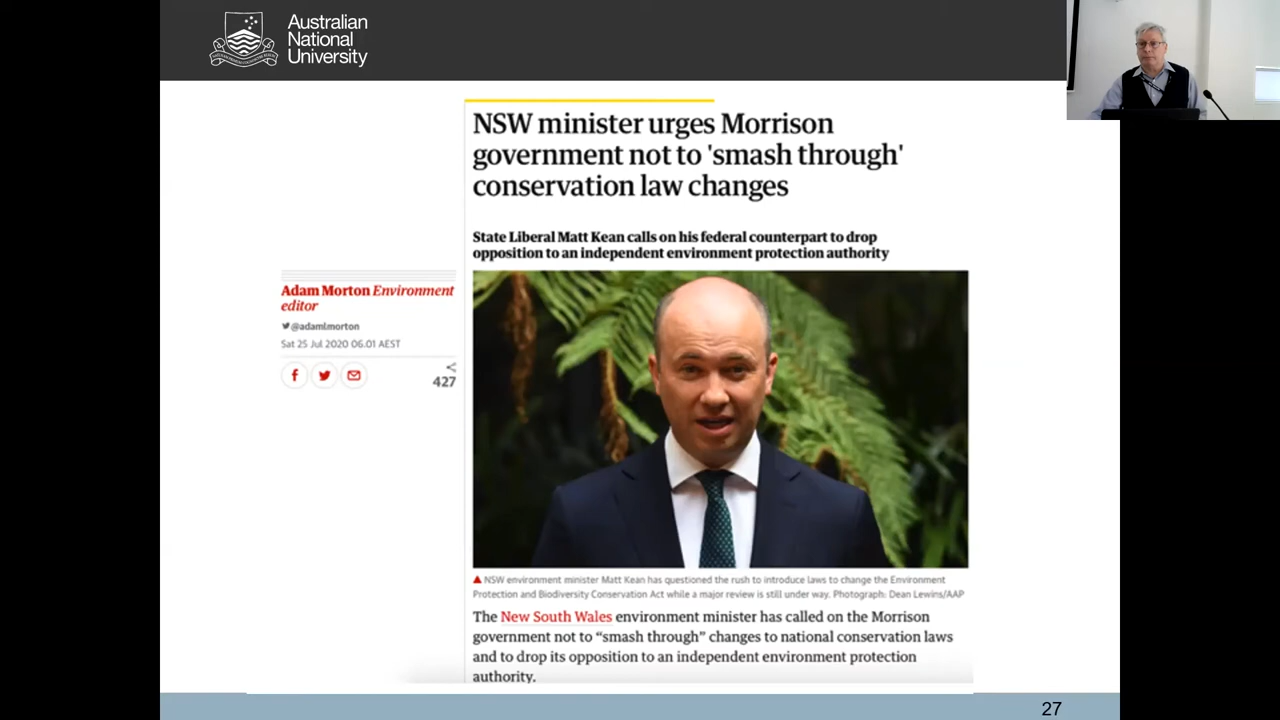 Australian
National
University
NSW minister urges Morrison
government not to 'smash through'
conservation law changes
State Liberal Matt Kean calls on his federal counterpart to drop
opposition to an independent environment protection authority
Adam Morton Environment
editor
@adamlmorton
Sat 25 Jul 2020 06.01 AEST
427
NSW environment minister Matt Kean has questioned the rush to introduce laws to change the Environment
Protection and Biodiversity Conservation Act while a major review is still under way. Photograph: Dean Lewins/AAP
The New South Wales environment minister has called on the Morrison
government not to “smash through” changes to national conservation laws
and to drop its opposition to an independent environment protection
authority.
27